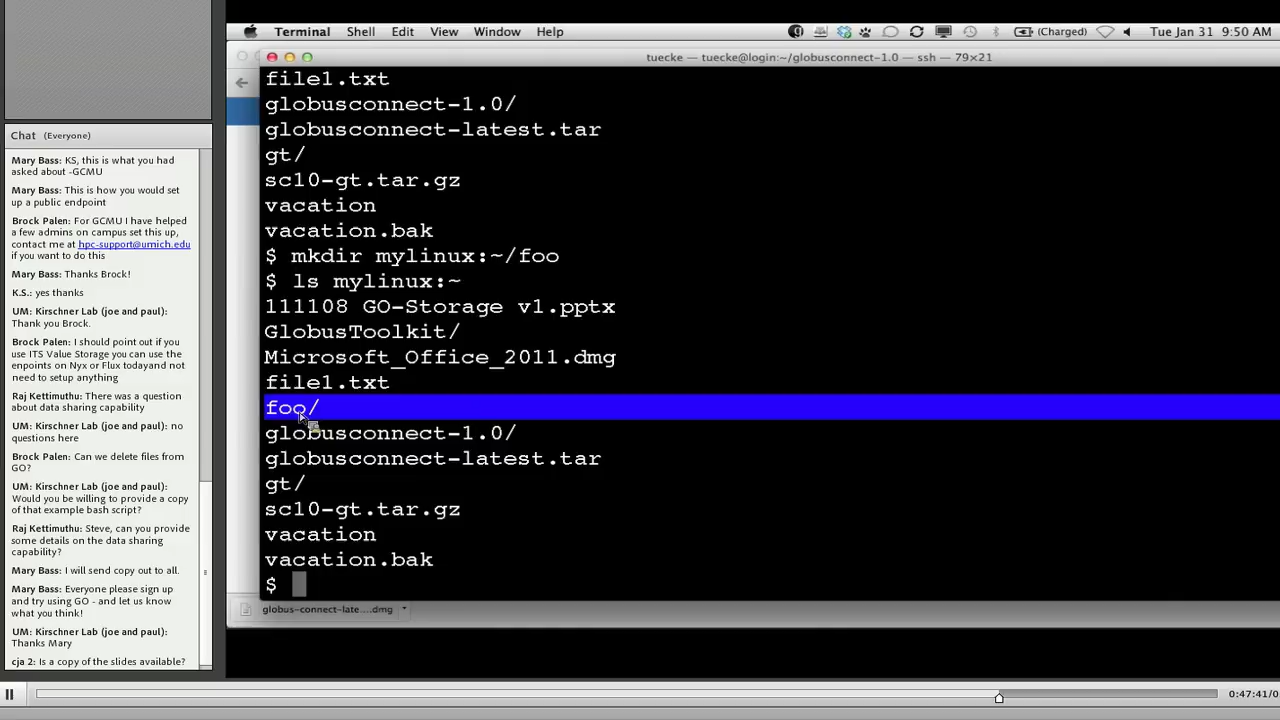 Terminal Shell Edit View Window Help (Charged) Tue Jan 31 9:50 AM
tuecke — tuecke@login:~/globusconnect-1.0 — ssh — 79×21
Chat (Everyone)
Mary Bass: KS, this is what you had
asked about -GCMU
Mary Bass: This is how you would set
up a public endpoint
Brock Palen: For GCMU I have helped
a few admins on campus set this up,
contact me at hpc-support@umich.edu
if you want to do this
Mary Bass: Thanks Brock!
K.S.: yes thanks
UM: Kirschner Lab (joe and paul):
Thank you Brock.
Brock Palen: I should point out if you
use ITS Value Storage you can use the
enpoints on Nyx or Flux todayand not
need to setup anything
Raj Kettimuthu: There was a question
about data sharing capability
UM: Kirschner Lab (joe and paul): no
questions here
Brock Palen: Can we delete files from
GO?
UM: Kirschner Lab (joe and paul):
Would you be willing to provide a copy
of that example bash script?
Raj Kettimuthu: Steve, can you provide
some details on the data sharing
capability?
Mary Bass: I will send copy out to all.
Mary Bass: Everyone please sign up
and try using GO - and let us know
what you think!
UM: Kirschner Lab (joe and paul):
Thanks Mary
cja 2: Is a copy of the slides available?
file1.txt
globusconnect-1.0/
globusconnect-latest.tar
gt/
sc10-gt.tar.gz
vacation
vacation.bak
$ mkdir mylinux:~/foo
$ ls mylinux:~
111108 GO-Storage v1.pptx
GlobusToolkit/
Microsoft_Office_2011.dmg
file1.txt
foo/
globusconnect-1.0/
globusconnect-latest.tar
gt/
sc10-gt.tar.gz
vacation
vacation.bak
$
globus-connect-late....dmg
0:47:41/0